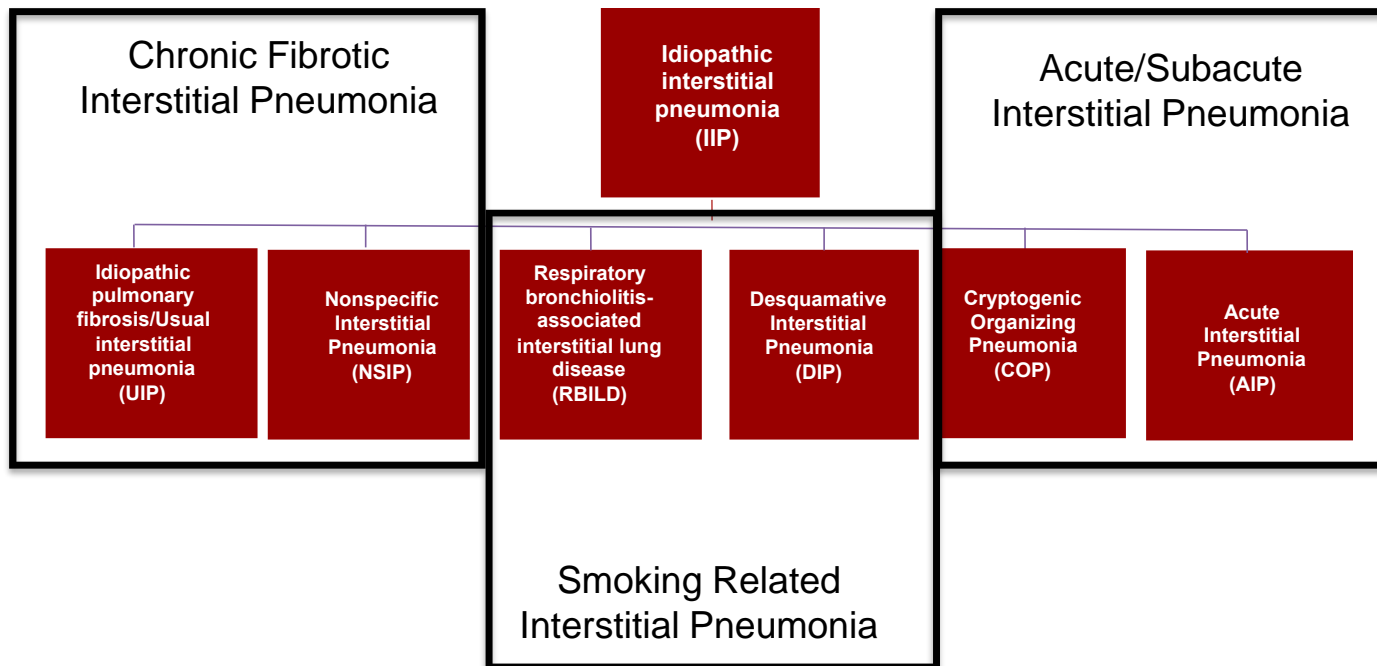 Chronic Fibrotic
Interstitial Pneumonia
Idiopathic
interstitial
pneumonia
(IIP)
Acute/Subacute
Interstitial Pneumonia
Idiopathic
pulmonary
fibrosis/Usual
interstitial
pneumonia
(UIP)
Nonspecific
Interstitial
Pneumonia
(NSIP)
Respiratory
bronchiolitis-
associated
interstitial lung
disease
(RBILD)
Desquamative
Interstitial
Pneumonia
(DIP)
Cryptogenic
Organizing
Pneumonia
(COP)
Acute
Interstitial
Pneumonia
(AIP)
Smoking Related
Interstitial Pneumonia